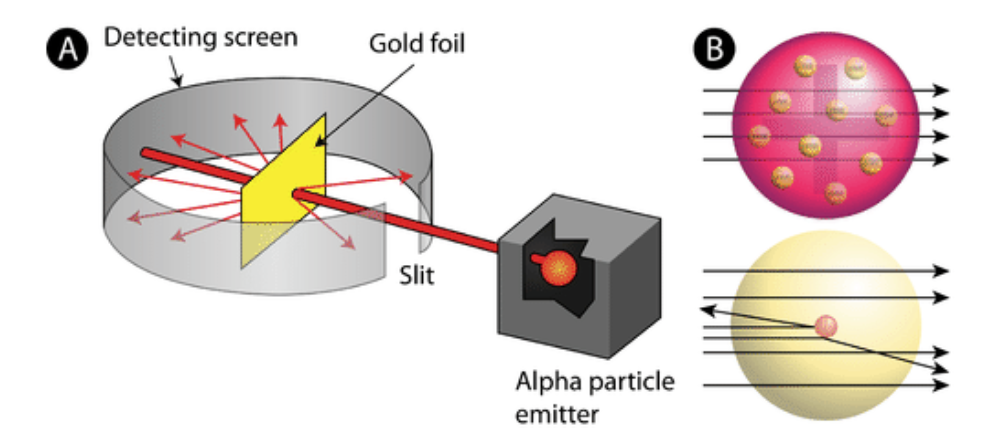 A
Detecting screen
Gold foil
Slit
Alpha particle
emitter
B